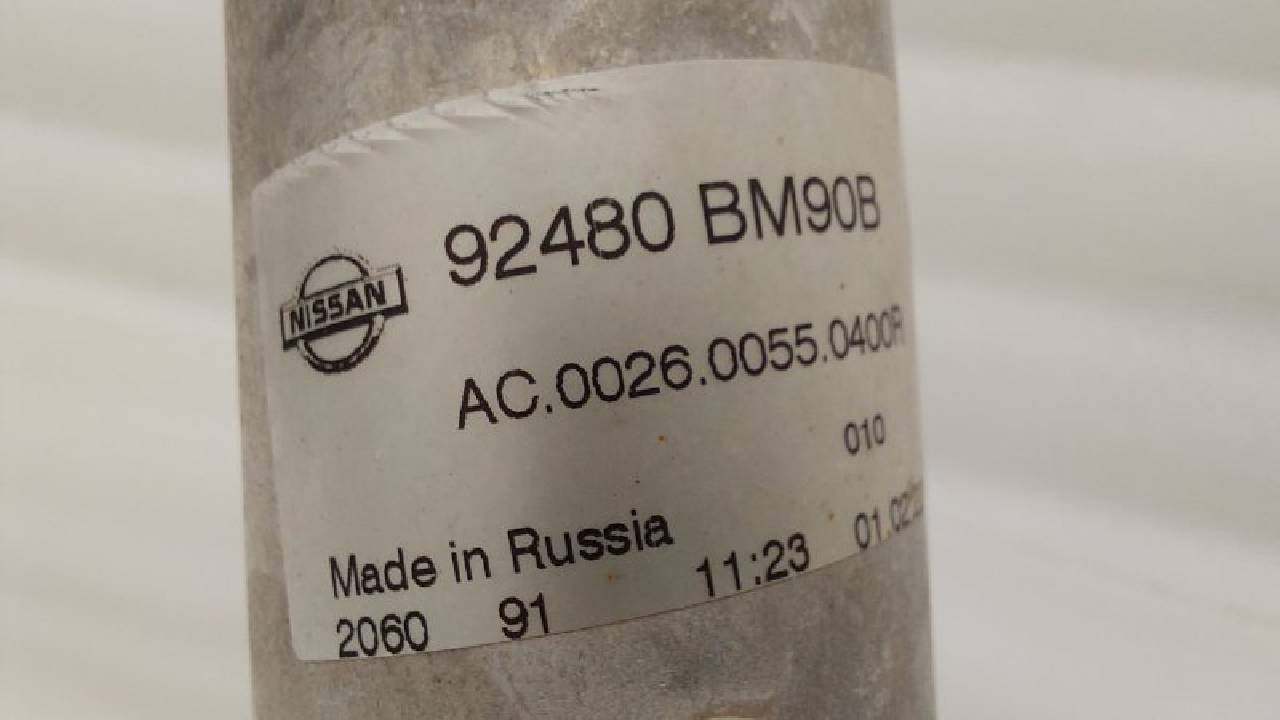 92480 BM90B
NISSAN
AC.0026.0055.0400R
010
Made in Russia
11:23
2060 91